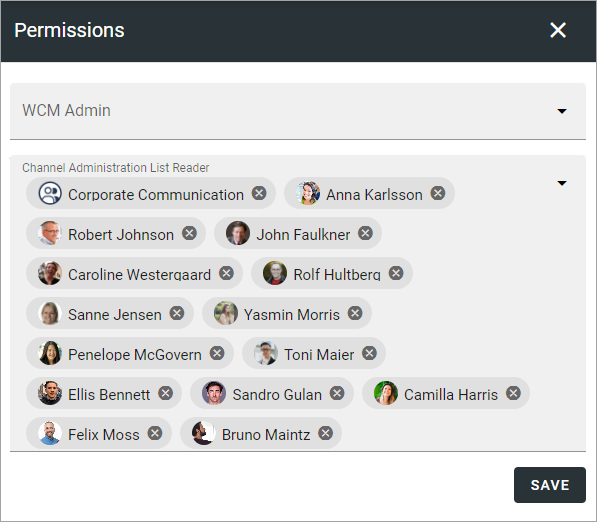 Permissions
WCM Admin
Channel Administration List Reader
Corporate Communication Anna Karlsson
Robert Johnson John Faulkner
Caroline Westergaard Rolf Hultberg
Sanne Jensen Yasmin Morris
Penelope McGovern Toni Maier
Ellis Bennett Sandro Gulan Camilla Harris
Felix Moss Bruno Maintz
SAVE